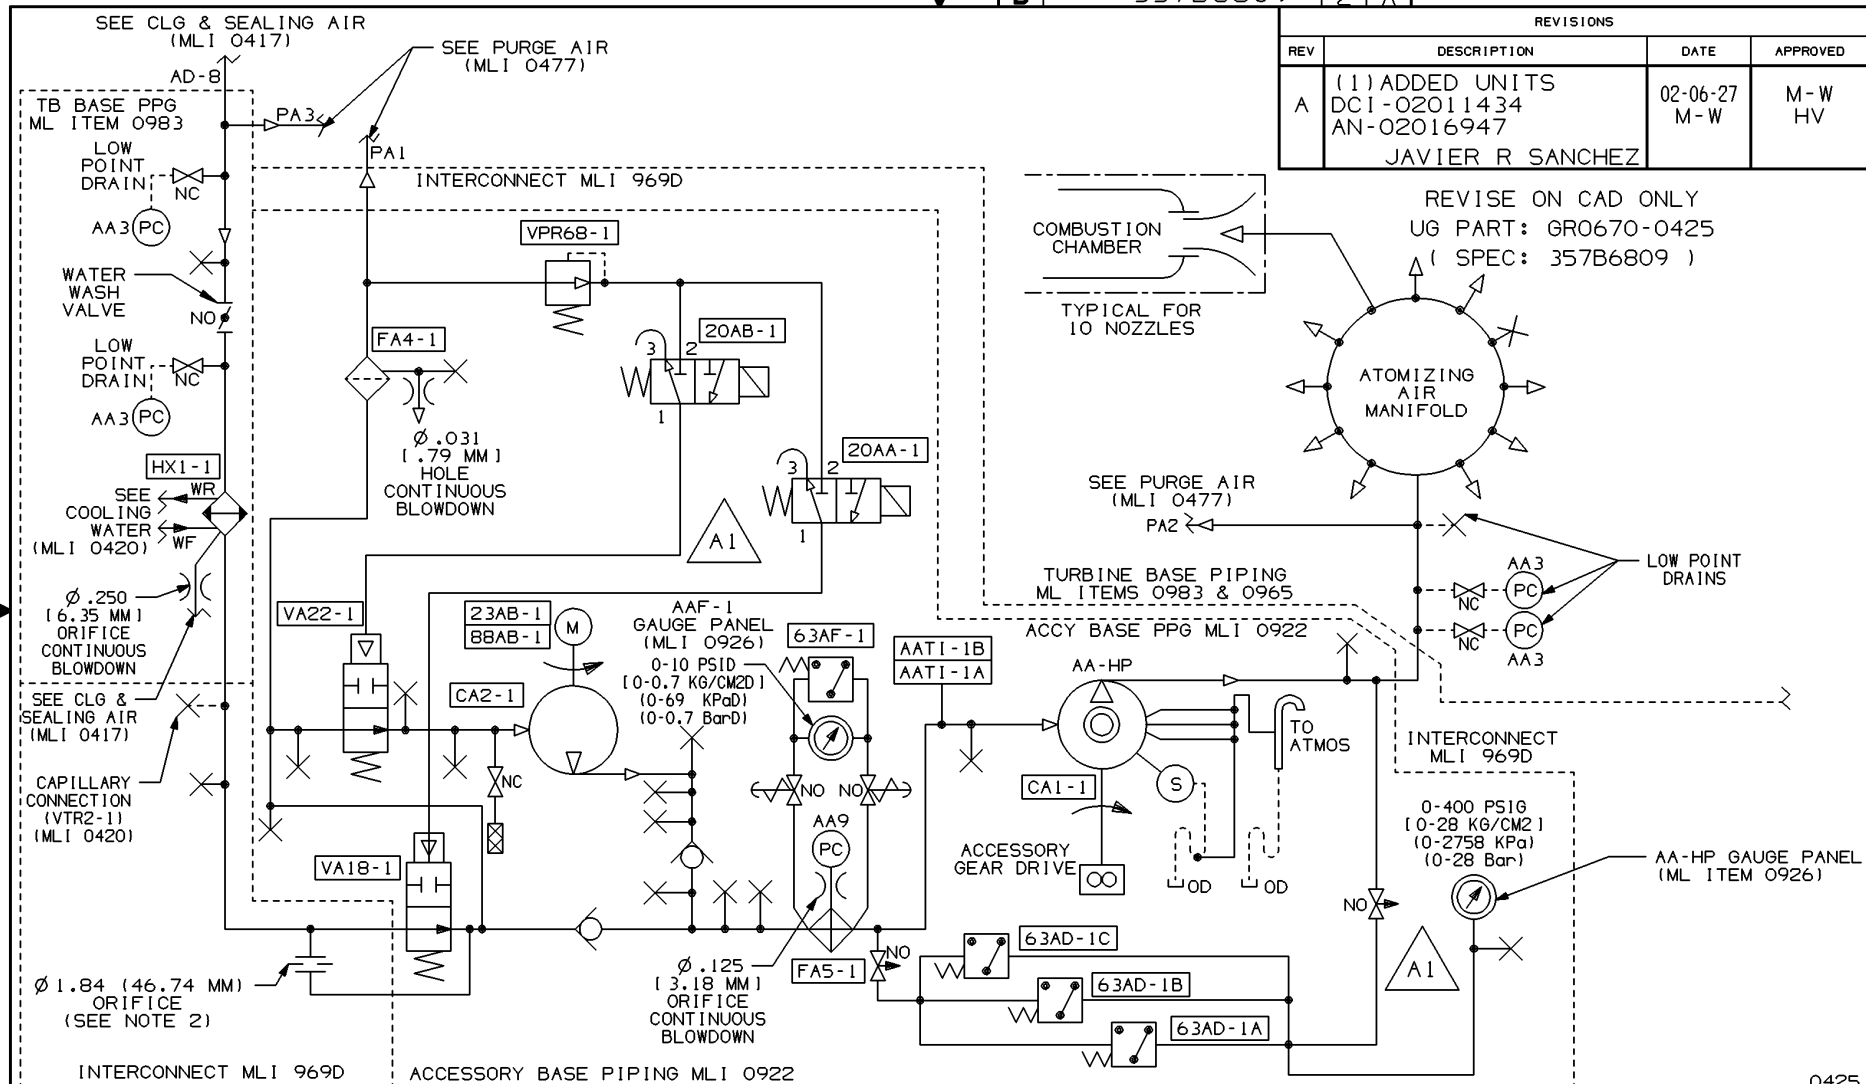 REVISIONS
REV DESCRIPTION DATE APPROVED
A (1) ADDED UNITS 02-06-27 M-W
DCI-02011434 M-W HV
AN-02016947
JAVIER R SANCHEZ
REVISE ON CAD ONLY
UG PART: GR0670-0425
( SPEC: 357B6809 )
SEE CLG & SEALING AIR
(MLI 0417)
AD-8
SEE PURGE AIR
(MLI 0477)
PA3
PA1
TB BASE PPG
ML ITEM 0983
LOW
POINT
DRAIN
NC
AA3 PC
INTERCONNECT MLI 969D
WATER
WASH
VALVE
NO
LOW
POINT
DRAIN
NC
AA3 PC
VPR68-1
FA4-1
20AB-1
3 2
1
Ø.031
[.79 MM]
HOLE
CONTINUOUS
BLOWDOWN
20AA-1
3 2
1
A1
HX1-1
WR
SEE
COOLING
WATER
(MLI 0420)
WF
Ø.250
[6.35 MM]
ORIFICE
CONTINUOUS
BLOWDOWN
SEE CLG &
SEALING AIR
(MLI 0417)
CAPILLARY
CONNECTION
(VTR2-1)
(MLI 0420)
COMBUSTION
CHAMBER
TYPICAL FOR
10 NOZZLES
ATOMIZING
AIR
MANIFOLD
SEE PURGE AIR
(MLI 0477)
PA2
LOW POINT
DRAINS
AA3
PC
NC
PC
NC
AA3
TURBINE BASE PIPING
ML ITEMS 0983 & 0965
ACCY BASE PPG MLI 0922
VA22-1
23AB-1
88AB-1
M
CA2-1
NC
AAF-1
GAUGE PANEL
(MLI 0926)
0-10 PSID
[0-0.7 KG/CM2D]
(0-69 KPaD)
(0-0.7 BarD)
63AF-1
NO NO
AA9
PC
AATI-1B
AATI-1A
AA-HP
TO
ATMOS
S
CA1-1
ACCESSORY
GEAR DRIVE
OD OD
INTERCONNECT
MLI 969D
0-400 PSIG
[0-28 KG/CM2]
(0-2758 KPa)
(0-28 Bar)
AA-HP GAUGE PANEL
(ML ITEM 0926)
NO
A1
VA18-1
Ø1.84 (46.74 MM)
ORIFICE
(SEE NOTE 2)
Ø.125
[3.18 MM]
ORIFICE
CONTINUOUS
BLOWDOWN
FA5-1
NO
63AD-1C
63AD-1B
63AD-1A
INTERCONNECT MLI 969D
ACCESSORY BASE PIPING MLI 0922